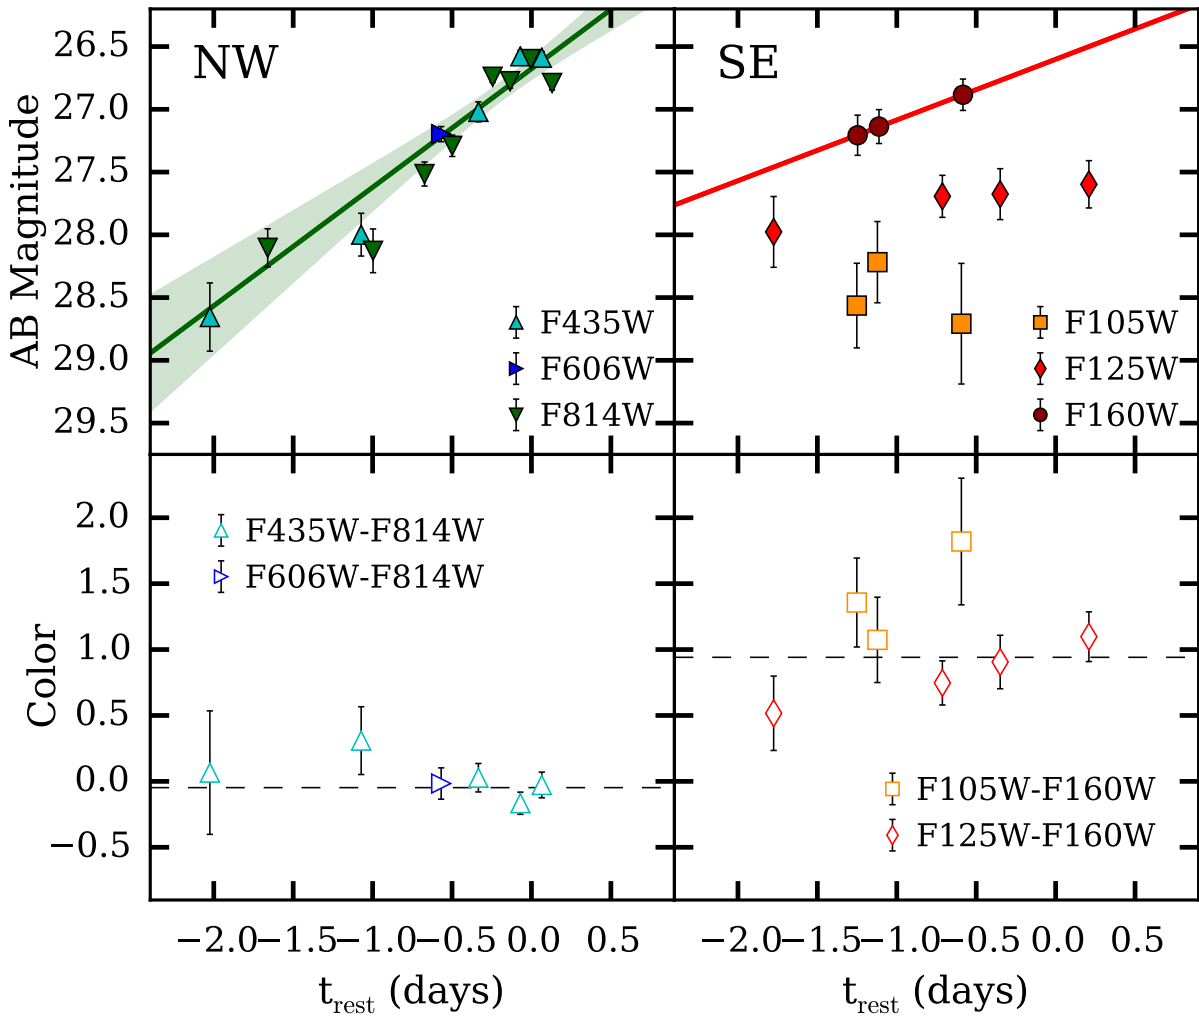 NW
SE
26.5
27.0
27.5
28.0
28.5
29.0
29.5
AB Magnitude
F435W
F606W
F814W
F105W
F125W
F160W
2.0
1.5
1.0
0.5
0.0
−0.5
Color
F435W-F814W
F606W-F814W
F105W-F160W
F125W-F160W
−2.0 −1.5 −1.0 −0.5 0.0 0.5
−2.0 −1.5 −1.0 −0.5 0.0 0.5
t_rest (days)
t_rest (days)